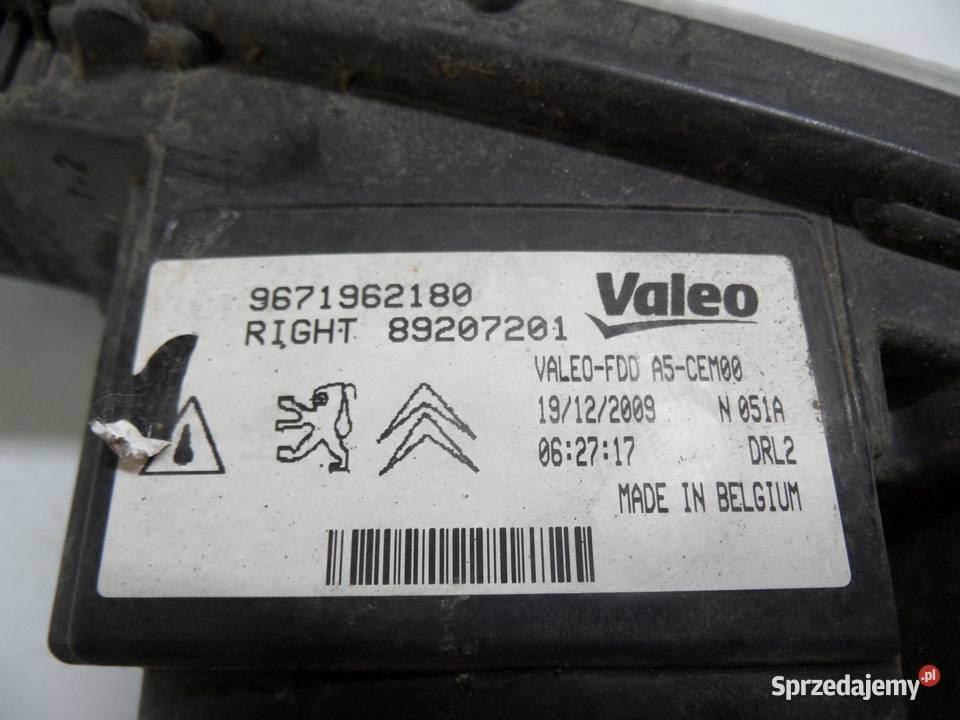 9671962180
RIGHT 89207201
Valeo
VALEO-FDD A5-CEM00
19/12/2009 N 051A
06:27:17 DRL2
MADE IN BELGIUM
Sprzedajemy.pl